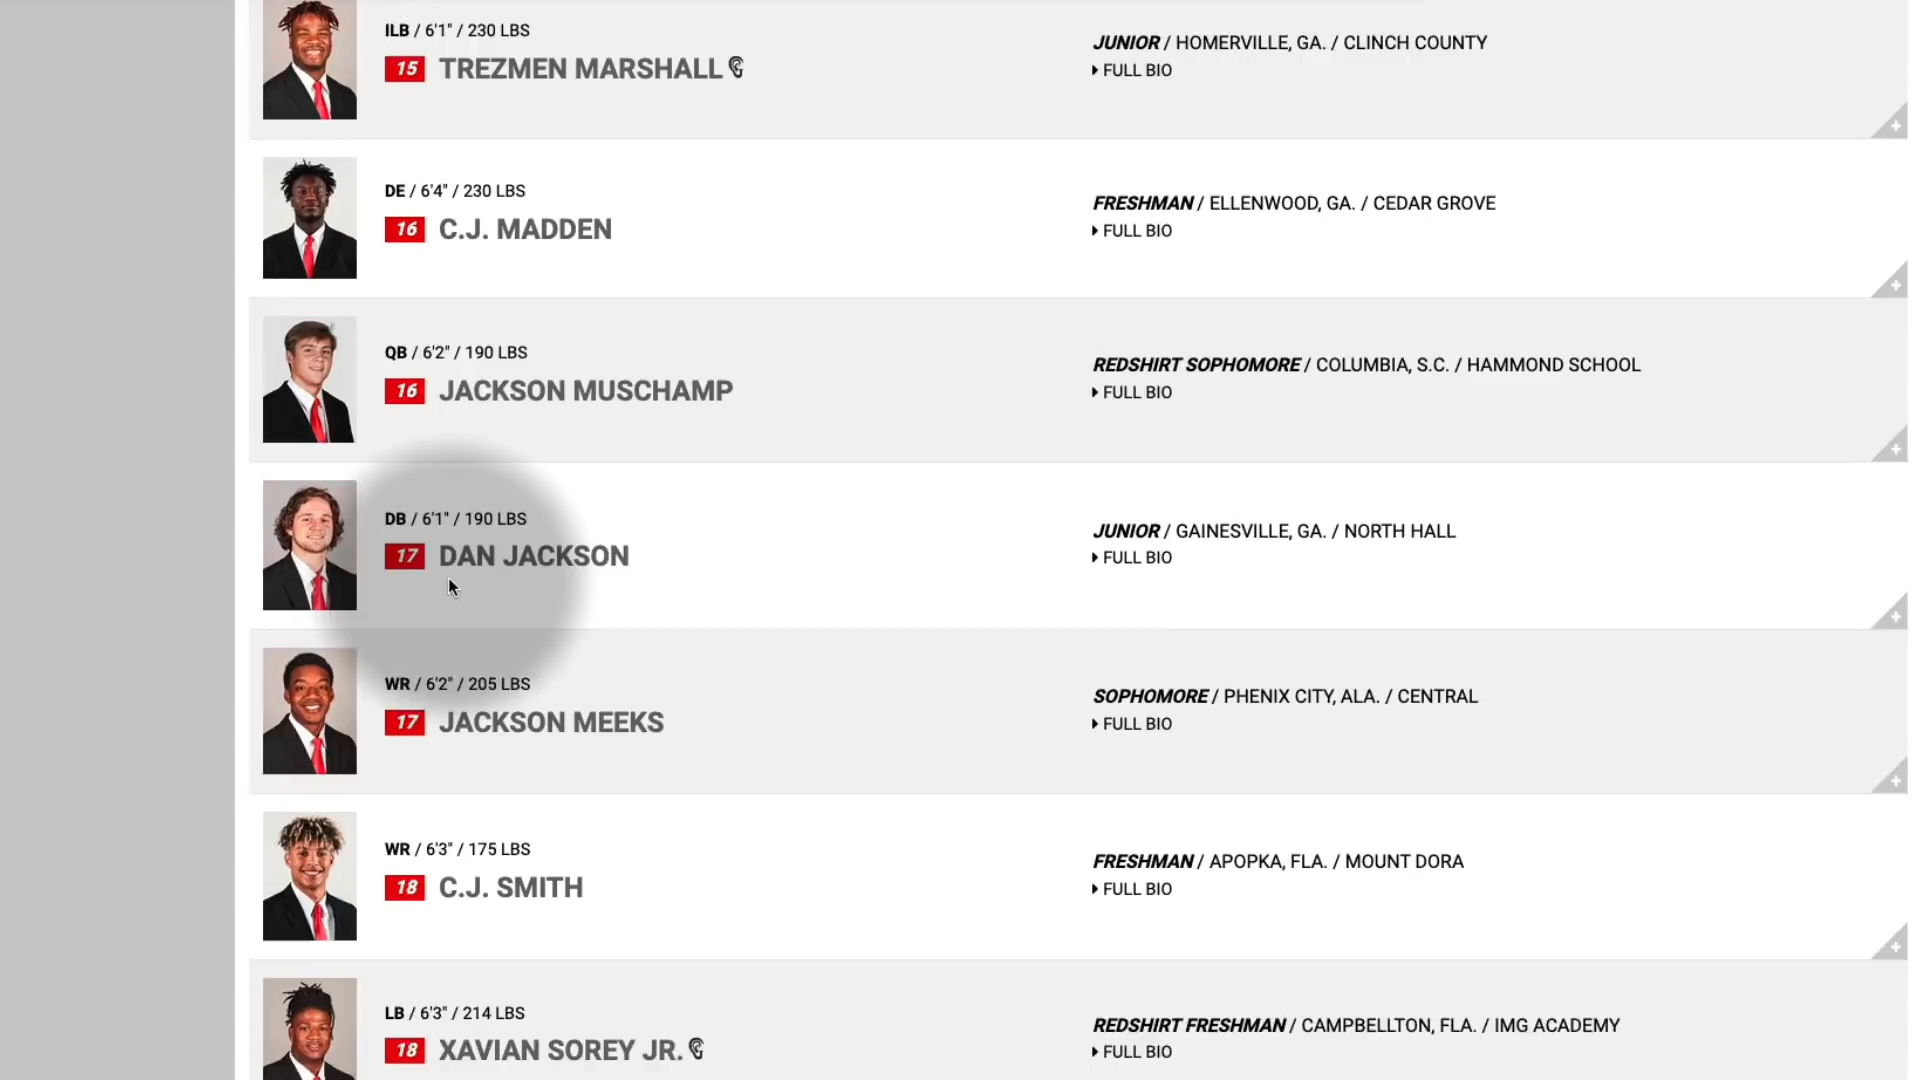 ILB / 6'1" / 230 LBS
15 TREZMEN MARSHALL
JUNIOR / HOMERVILLE, GA. / CLINCH COUNTY
FULL BIO
DE / 6'4" / 230 LBS
16 C.J. MADDEN
FRESHMAN / ELLENWOOD, GA. / CEDAR GROVE
FULL BIO
QB / 6'2" / 190 LBS
16 JACKSON MUSCHAMP
REDSHIRT SOPHOMORE / COLUMBIA, S.C. / HAMMOND SCHOOL
FULL BIO
DB / 6'1" / 190 LBS
17 DAN JACKSON
JUNIOR / GAINESVILLE, GA. / NORTH HALL
FULL BIO
WR / 6'2" / 205 LBS
17 JACKSON MEEKS
SOPHOMORE / PHENIX CITY, ALA. / CENTRAL
FULL BIO
WR / 6'3" / 175 LBS
18 C.J. SMITH
FRESHMAN / APOPKA, FLA. / MOUNT DORA
FULL BIO
LB / 6'3" / 214 LBS
18 XAVIAN SOREY JR.
REDSHIRT FRESHMAN / CAMPBELLTON, FLA. / IMG ACADEMY
FULL BIO